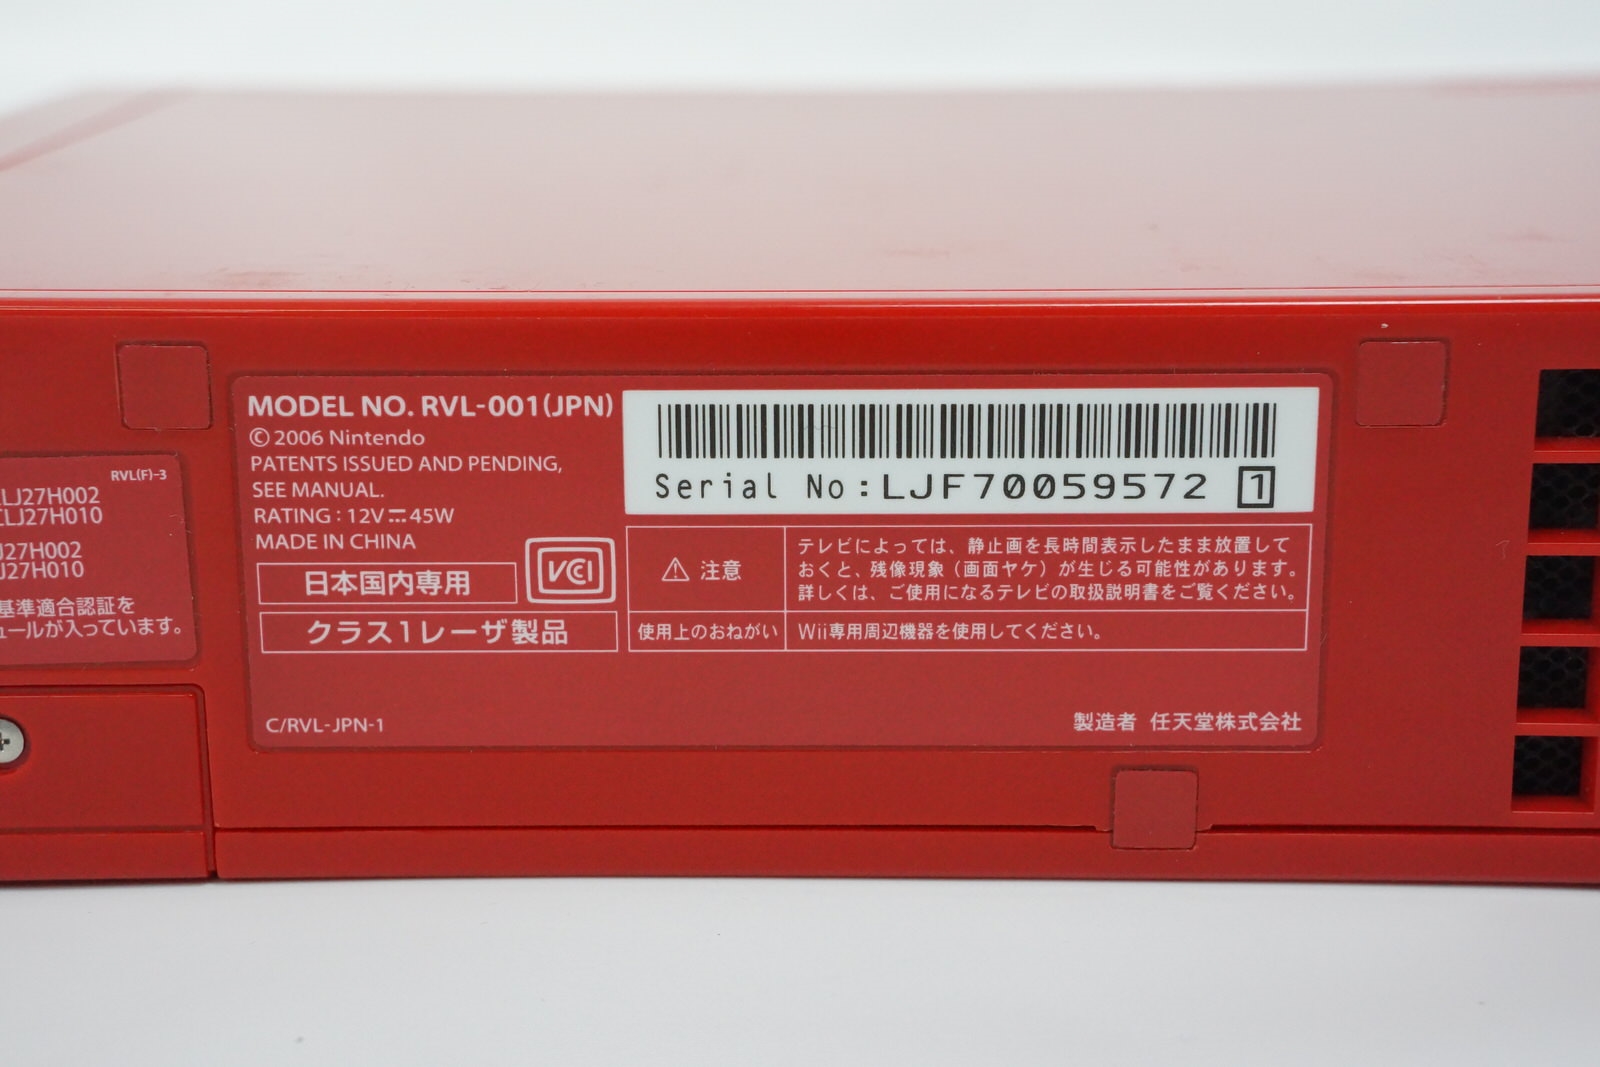 RVL(F)-3
LJ27H002
LJ27H010
J27H002
J27H010
基準適合認証を
ュールが入っています。
MODEL NO. RVL-001(JPN)
© 2006 Nintendo
PATENTS ISSUED AND PENDING,
SEE MANUAL.
RATING : 12V⎓45W
MADE IN CHINA
日本国内専用
VCI
クラス1レーザ製品
C/RVL-JPN-1
Serial No:LJF70059572 1
注意
テレビによっては、静止画を長時間表示したまま放置して
おくと、残像現象(画面ヤケ)が生じる可能性があります。
詳しくは、ご使用になるテレビの取扱説明書をご覧ください。
使用上のおねがい
Wii専用周辺機器を使用してください。
製造者 任天堂株式会社